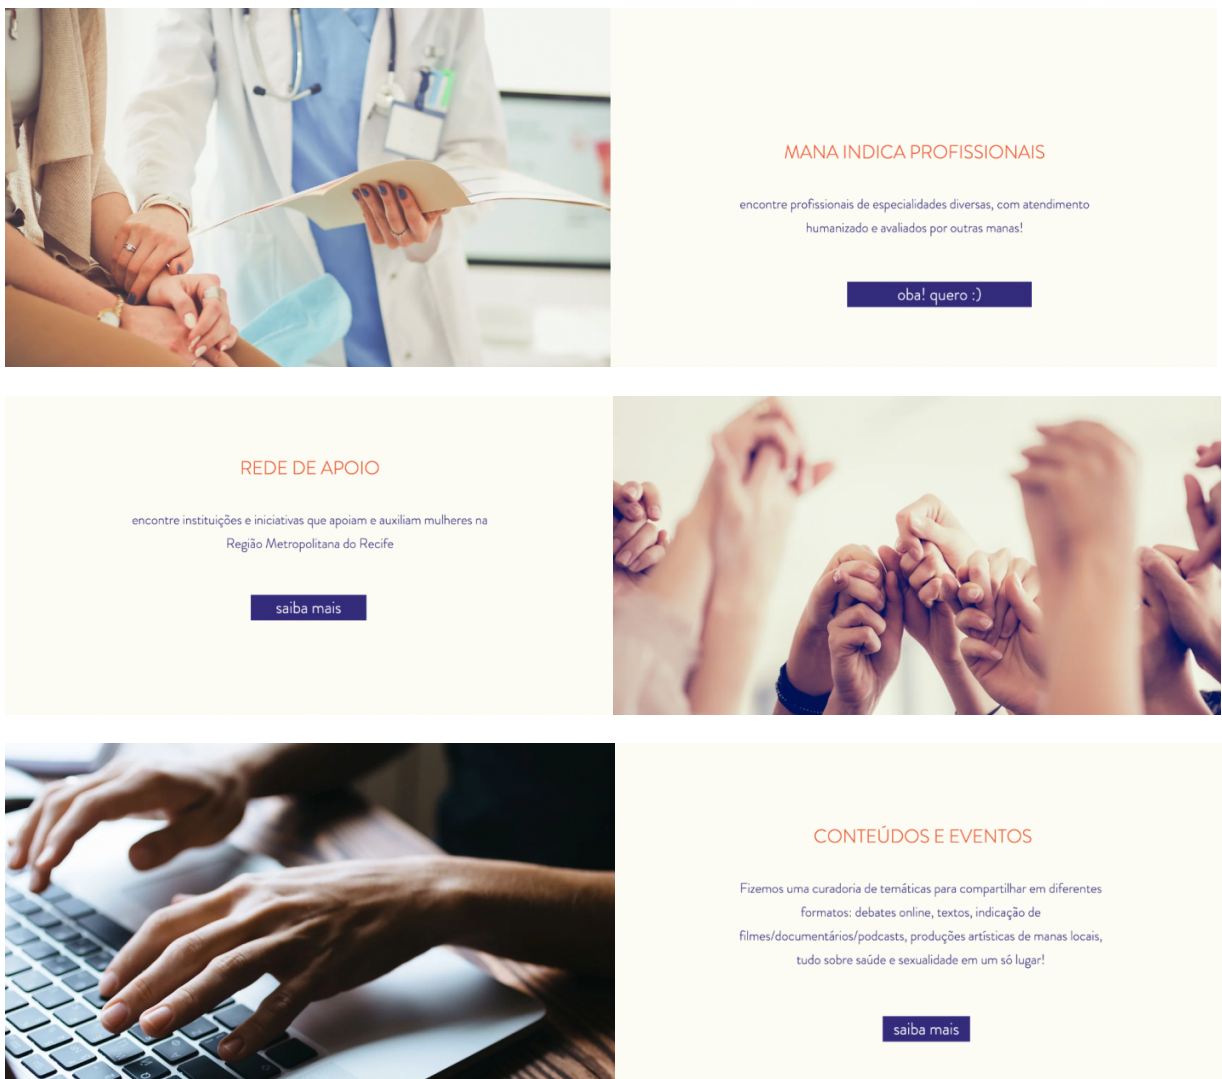 MANA INDICA PROFISSIONAIS
encontre profissionais de especialidades diversas, com atendimento
humanizado e avaliados por outras manas!
oba! quero :)
REDE DE APOIO
encontre instituições e iniciativas que apoiam e auxiliam mulheres na
Região Metropolitana do Recife
saiba mais
CONTEÚDOS E EVENTOS
Fizemos uma curadoria de temáticas para compartilhar em diferentes
formatos: debates online, textos, indicação de
filmes/documentários/podcasts, produções artísticas de manas locais,
tudo sobre saúde e sexualidade em um só lugar!
saiba mais